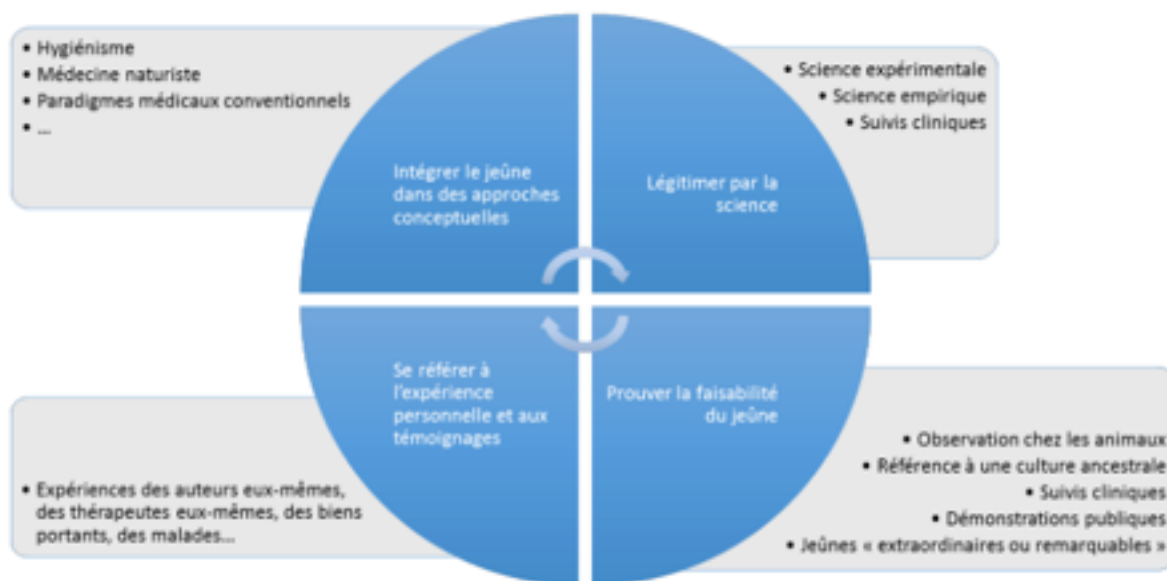 • Hygiénisme
• Médecine naturiste
• Paradigmes médicaux conventionnels
• ...
Intégrer le jeûne
dans des approches
conceptuelles
• Science expérimentale
• Science empirique
• Suivis cliniques
Légitimer par la
science
Se référer à
l'expérience
personnelle et aux
témoignages
• Expériences des auteurs eux-mêmes,
des thérapeutes eux-mêmes, des biens
portants, des malades...
Prouver la faisabilité
du jeûne
• Observation chez les animaux
• Référence à une culture ancestrale
• Suivis cliniques
• Démonstrations publiques
• Jeûnes « extraordinaires ou remarquables »